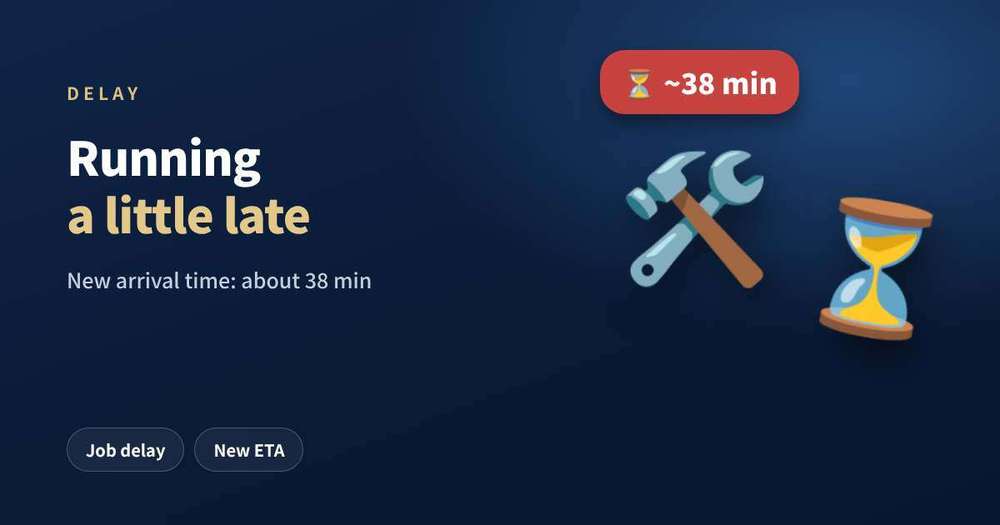 DELAY
Running
a little late
New arrival time: about 38 min
~38 min
Job delay
New ETA